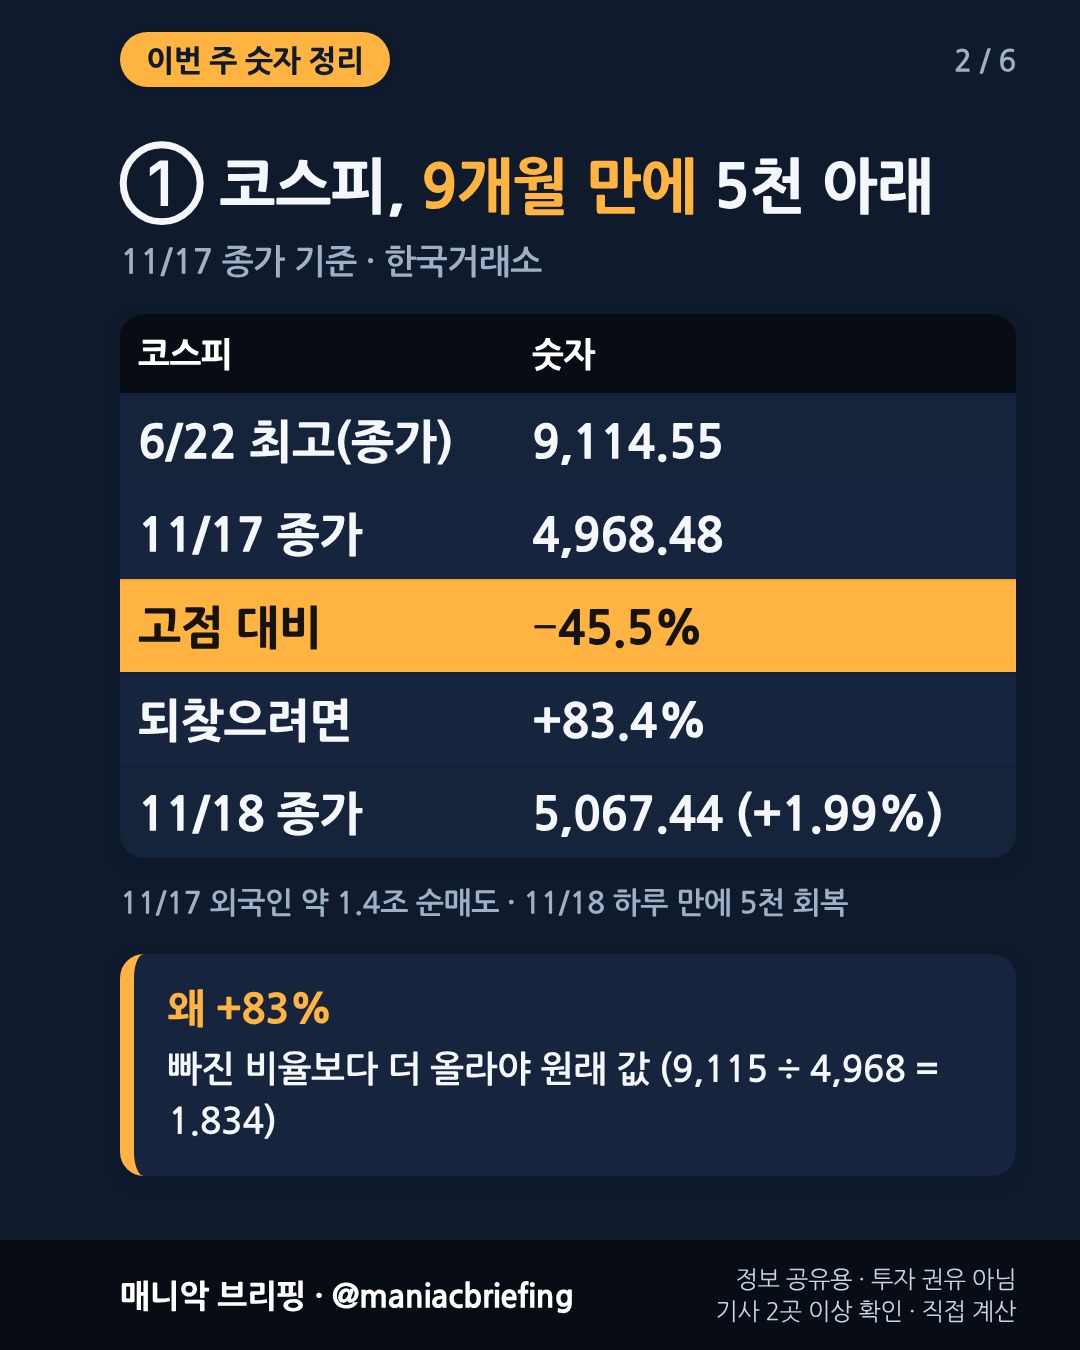 이번 주 숫자 정리
2 / 6
① 코스피, 9개월 만에 5천 아래
11/17 종가 기준 · 한국거래소
코스피 숫자
6/22 최고(종가) 9,114.55
11/17 종가 4,968.48
고점 대비 −45.5%
되찾으려면 +83.4%
11/18 종가 5,067.44 (+1.99%)
11/17 외국인 약 1.4조 순매도 · 11/18 하루 만에 5천 회복
왜 +83%
빠진 비율보다 더 올라야 원래 값 (9,115 ÷ 4,968 =
1.834)
매니악 브리핑 · @maniacbriefing
정보 공유용 · 투자 권유 아님
기사 2곳 이상 확인 · 직접 계산